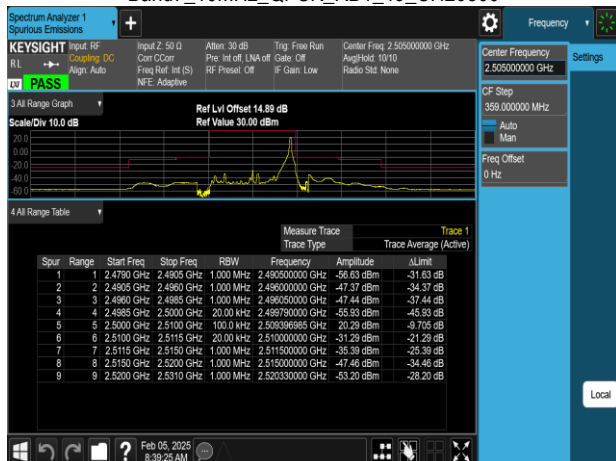 Spectrum Analyzer 1
Spurious Emissions
Frequency
KEYSIGHT
RL
Input: RF
Coupling: DC
Align: Auto
Input Z: 50 Ω
Corr CCorr
Freq Ref: Int (S)
NFE: Adaptive
Atten: 30 dB
Pre: Int off, LNA off
RF Preset: Off
Trig: Free Run
Gate: Off
IF Gain: Low
Center Freq: 2.505000000 GHz
Avg|Hold: 10/10
Radio Std: None
LXI PASS
Center Frequency
2.505000000 GHz
Settings
CF Step
359.000000 MHz
Auto
Man
Freq Offset
0 Hz
3 All Range Graph
Scale/Div 10.0 dB
Ref Lvl Offset 14.89 dB
Ref Value 30.00 dBm
20.0
0.00
-20.0
-40.0
-60.0
4 All Range Table
Measure Trace Trace 1
Trace Type Trace Average (Active)
Spur Range Start Freq Stop Freq RBW Frequency Amplitude ΔLimit
1 1 2.4790 GHz 2.4905 GHz 1.000 MHz 2.490500000 GHz -56.63 dBm -31.63 dB
2 2 2.4905 GHz 2.4960 GHz 1.000 MHz 2.496000000 GHz -47.37 dBm -34.37 dB
3 3 2.4960 GHz 2.4985 GHz 1.000 MHz 2.496050000 GHz -47.44 dBm -37.44 dB
4 4 2.4985 GHz 2.5000 GHz 20.00 kHz 2.499790000 GHz -55.93 dBm -45.93 dB
5 5 2.5000 GHz 2.5100 GHz 100.0 kHz 2.509396985 GHz 20.29 dBm -9.705 dB
6 6 2.5100 GHz 2.5115 GHz 20.00 kHz 2.510000000 GHz -31.29 dBm -21.29 dB
7 7 2.5115 GHz 2.5150 GHz 1.000 MHz 2.511500000 GHz -35.39 dBm -25.39 dB
8 8 2.5150 GHz 2.5200 GHz 1.000 MHz 2.515000000 GHz -47.46 dBm -34.46 dB
9 9 2.5200 GHz 2.5310 GHz 1.000 MHz 2.520330000 GHz -53.20 dBm -28.20 dB
Local
Feb 05, 2025
8:39:25 AM